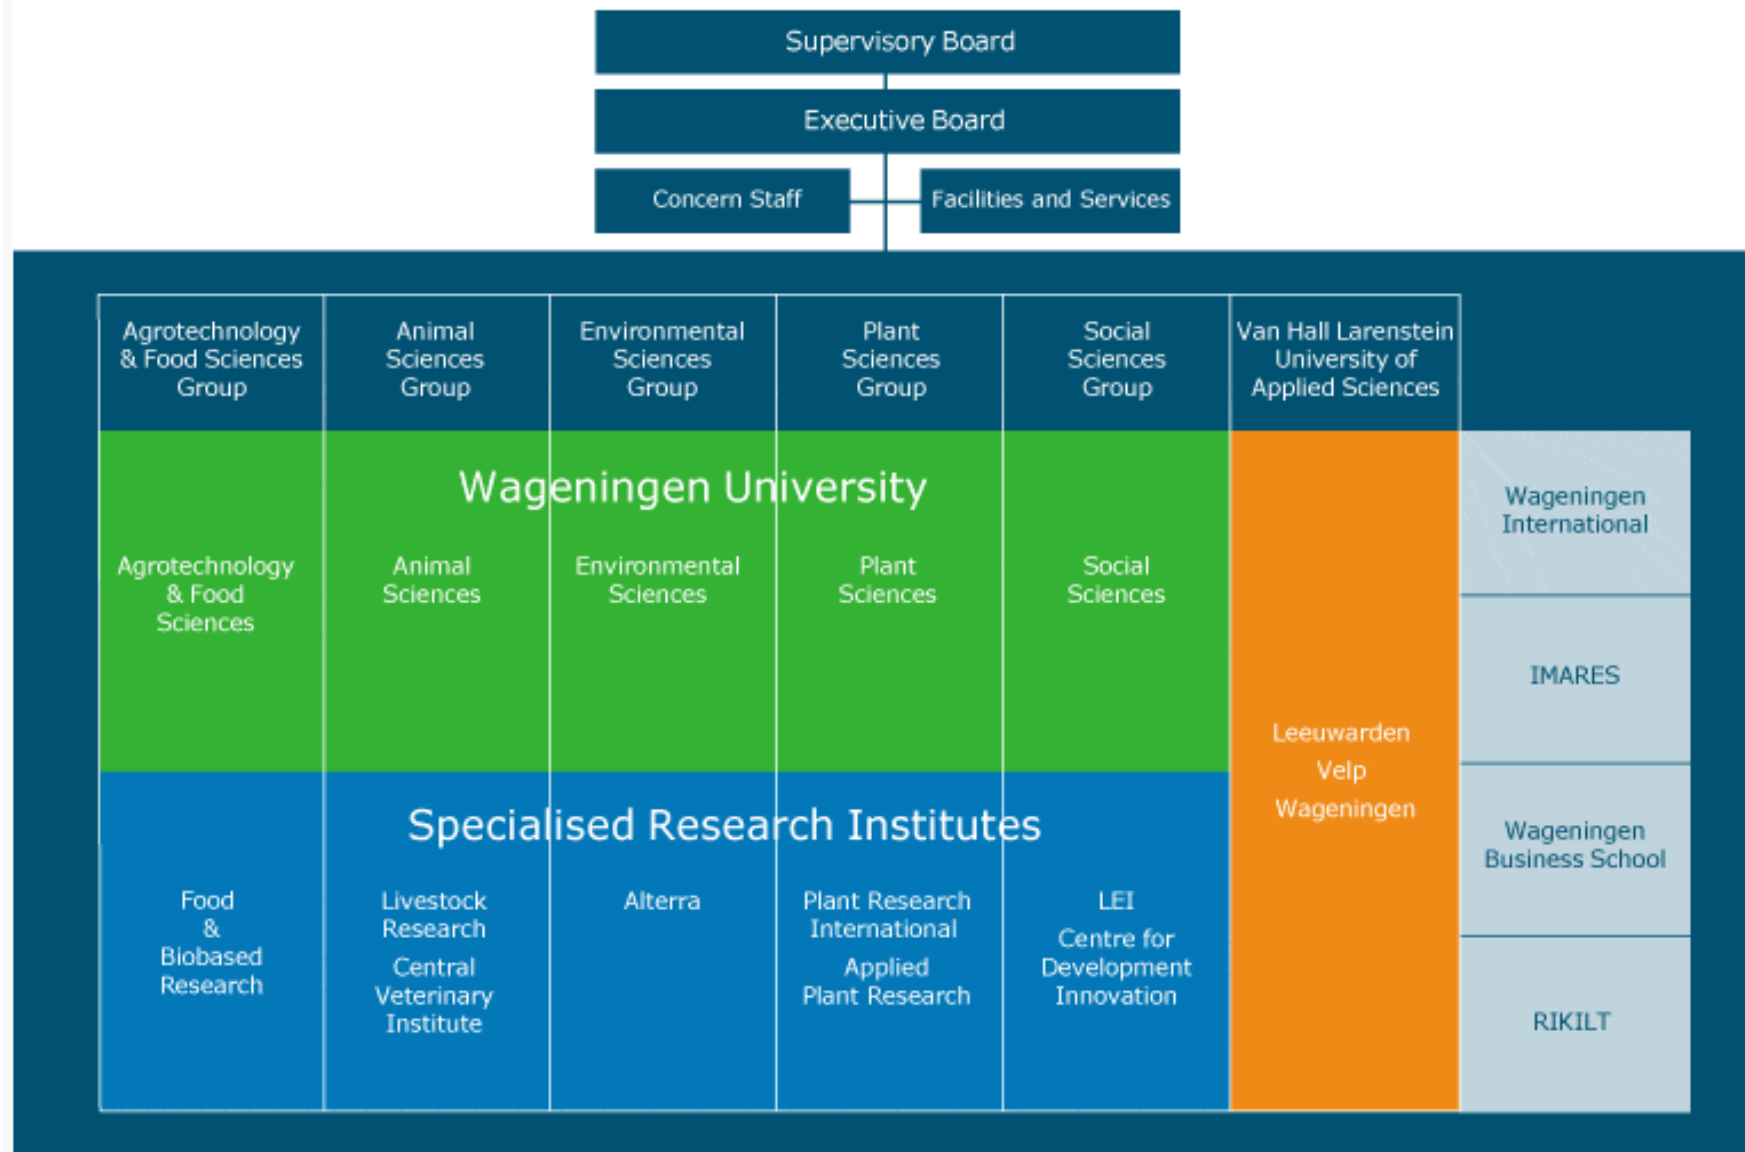 Supervisory Board
Executive Board
Concern Staff
Facilities and Services
Agrotechnology
& Food Sciences
Group
Animal
Sciences
Group
Environmental
Sciences
Group
Plant
Sciences
Group
Social
Sciences
Group
Van Hall Larenstein
University of
Applied Sciences
Wageningen University
Agrotechnology
& Food
Sciences
Animal
Sciences
Environmental
Sciences
Plant
Sciences
Social
Sciences
Specialised Research Institutes
Food
&
Biobased
Research
Livestock
Research
Central
Veterinary
Institute
Alterra
Plant Research
International
Applied
Plant Research
LEI
Centre for
Development
Innovation
Leeuwarden
Velp
Wageningen
Wageningen
International
IMARES
Wageningen
Business School
RIKILT